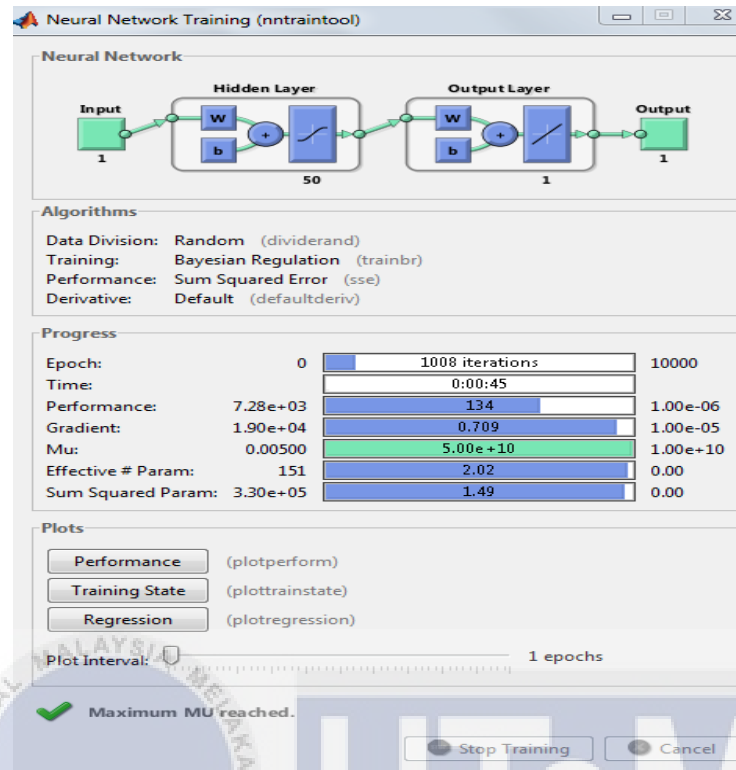 Neural Network Training (nntraintool)
Neural Network
Hidden Layer
Output Layer
Input
W
b
+
W
b
+
Output
1
50
1
1
Algorithms
Data Division: Random (dividerand)
Training: Bayesian Regulation (trainbr)
Performance: Sum Squared Error (sse)
Derivative: Default (defaultderiv)
Progress
Epoch: 0 1008 iterations 10000
Time: 0:00:45
Performance: 7.28e+03 134 1.00e-06
Gradient: 1.90e+04 0.709 1.00e-05
Mu: 0.00500 5.00e+10 1.00e+10
Effective # Param: 151 2.02 0.00
Sum Squared Param: 3.30e+05 1.49 0.00
Plots
Performance (plotperform)
Training State (plottrainstate)
Regression (plotregression)
Plot Interval: 1 epochs
Maximum MU reached.
Stop Training Cancel